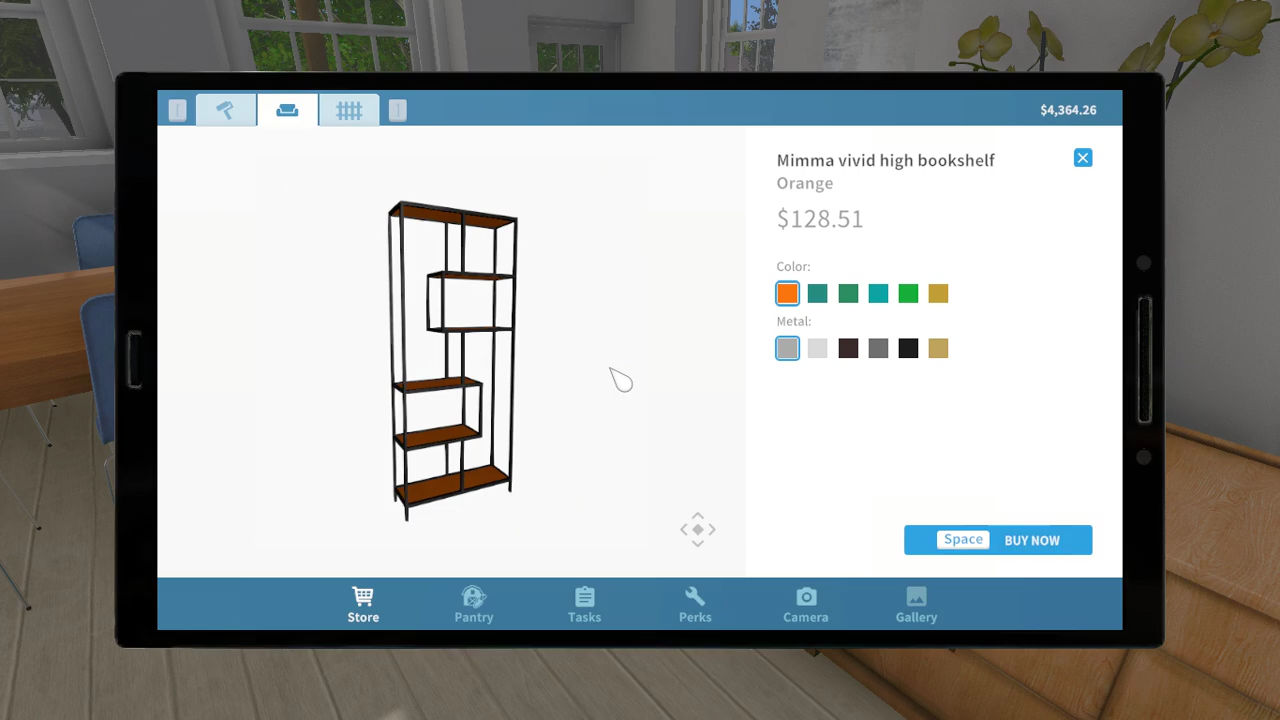 $4,364.26
Mimma vivid high bookshelf
Orange
$128.51
Color:
Metal:
Space BUY NOW
Store Pantry Tasks Perks Camera Gallery